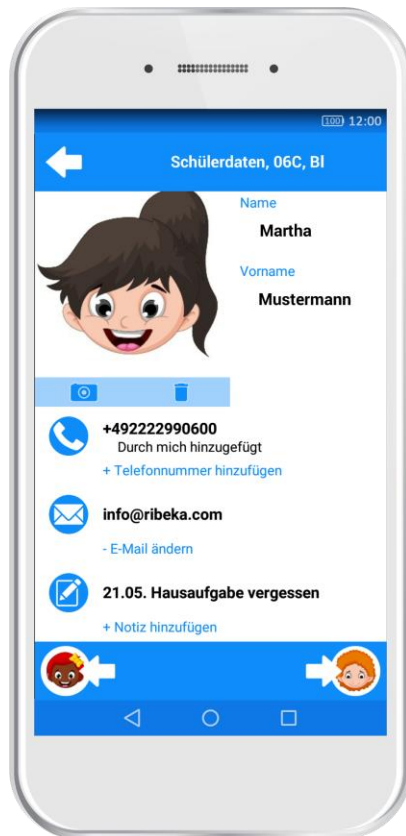 100 12:00
Schülerdaten, 06C, Bl
Name
Martha
Vorname
Mustermann
+492222990600
Durch mich hinzugefügt
+ Telefonnummer hinzufügen
info@ribeka.com
- E-Mail ändern
21.05. Hausaufgabe vergessen
+ Notiz hinzufügen